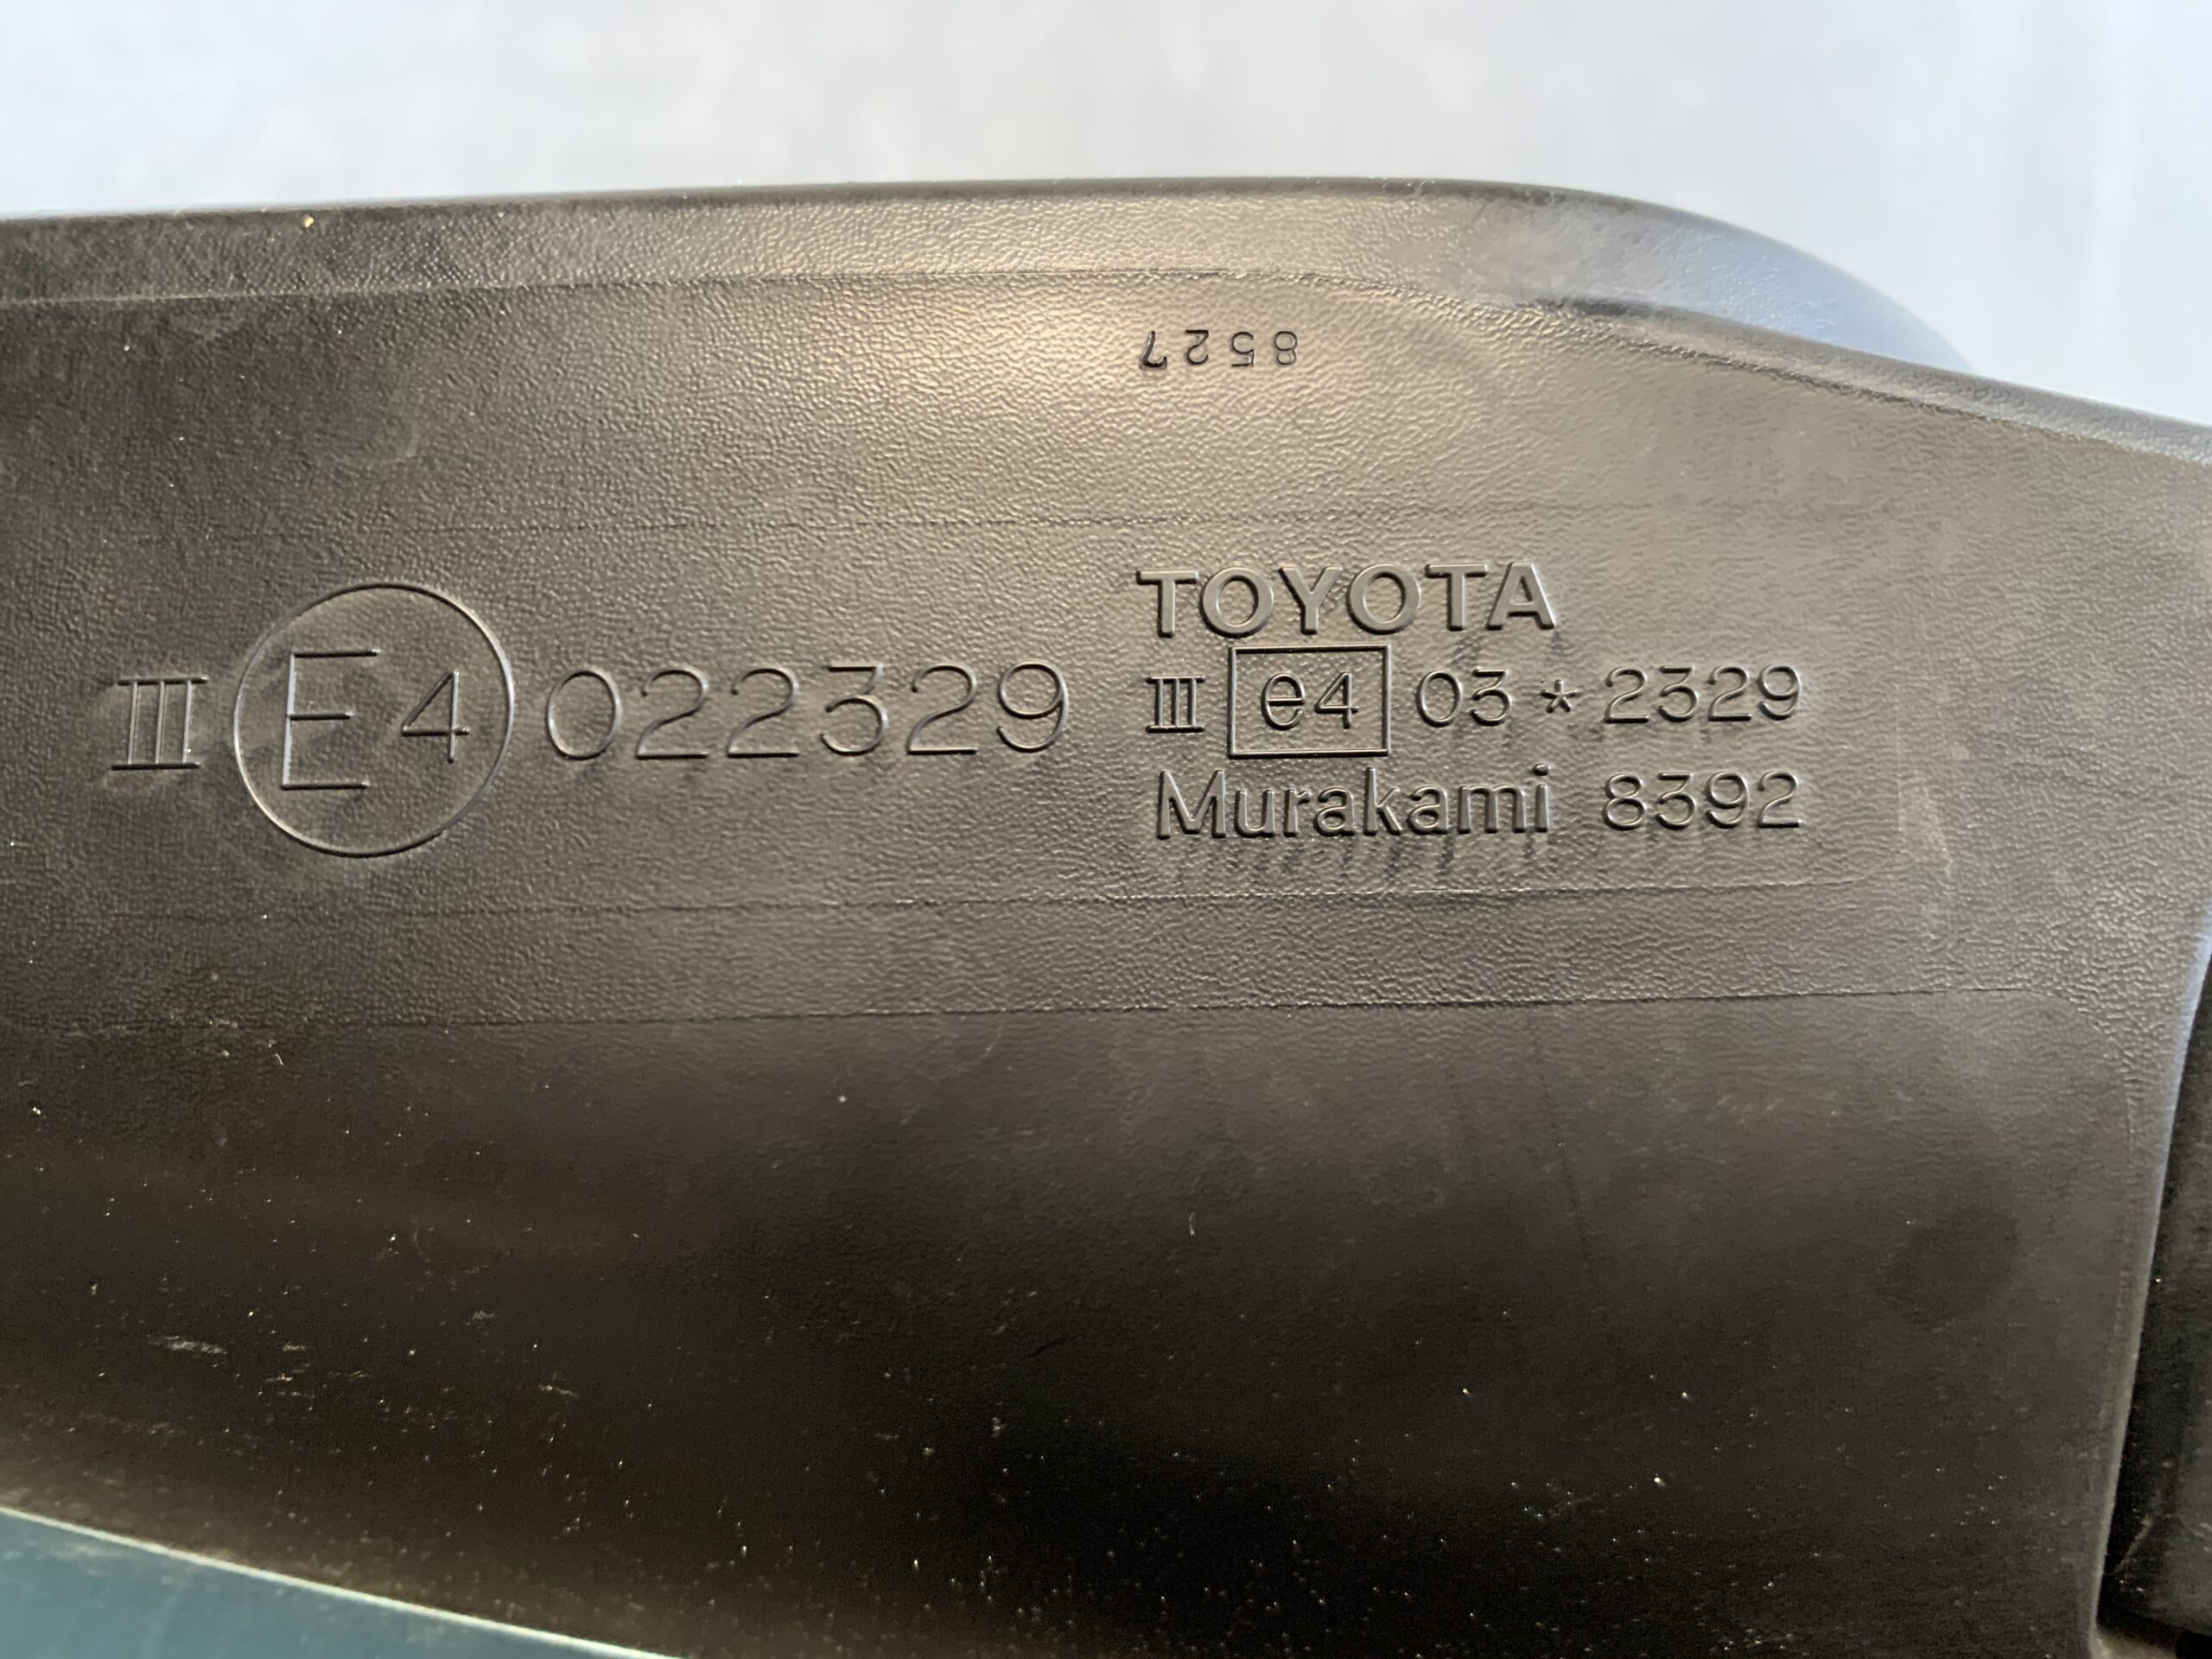 8527
TOYOTA
III E4 022329
III e4 03*2329
Murakami 8392